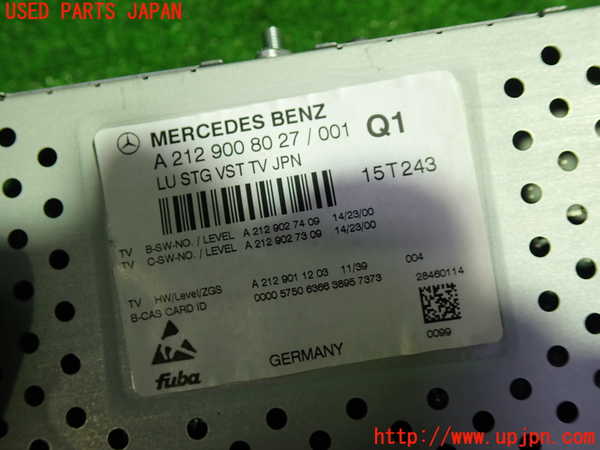 USED PARTS JAPAN
MERCEDES BENZ
A 212 900 80 27 / 001 Q1
LU STG VST TV JPN
15T243
TV B-SW-NO. / LEVEL A 212 902 74 09 14/23/00
TV C-SW-NO. / LEVEL A 212 902 73 09 14/23/00
TV HW/Level/ZGS A 212 901 12 03 11/39 004
B-CAS CARD ID 0000 5750 6366 3895 7373 28460114
0099
fuba
GERMANY
http://www.upjpn.com/